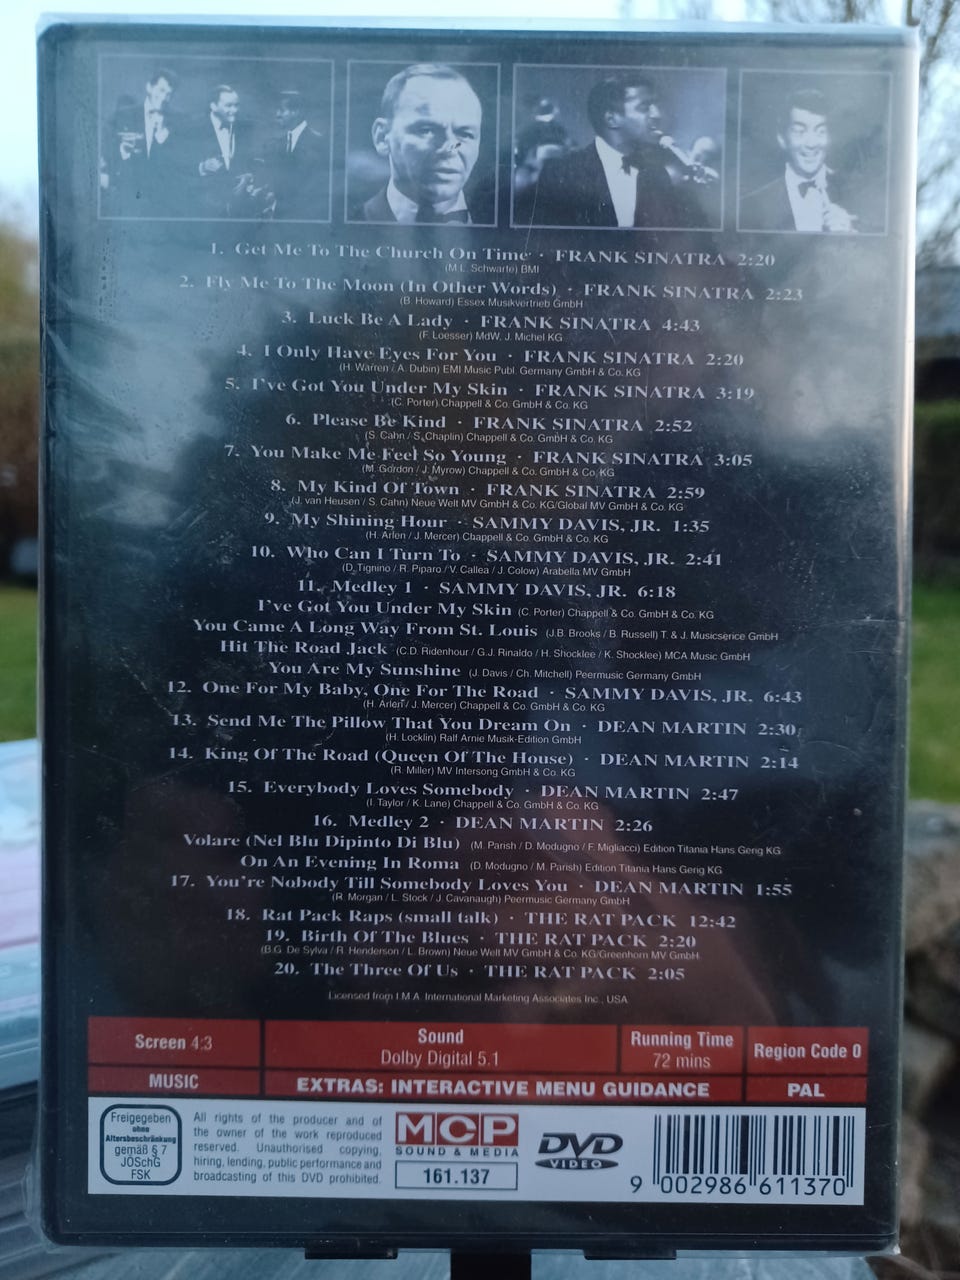 1. Get Me To The Church On Time · FRANK SINATRA 2:20
(M.L. Schwarte) BMI
2. Fly Me To The Moon (In Other Words) · FRANK SINATRA 2:23
(B. Howard) Essex Musikvertrieb GmbH
3. Luck Be A Lady · FRANK SINATRA 4:43
(F. Loesser) MdW. J. Michel KG
4. I Only Have Eyes For You · FRANK SINATRA 2:20
(H. Warren / A. Dubin) EMI Music Publ. Germany GmbH & Co. KG
5. I've Got You Under My Skin · FRANK SINATRA 3:19
(C. Porter) Chappell & Co. GmbH & Co. KG
6. Please Be Kind · FRANK SINATRA 2:52
(S. Cahn / S. Chaplin) Chappell & Co. GmbH & Co. KG
7. You Make Me Feel So Young · FRANK SINATRA 3:05
(M. Gordon / J. Myrow) Chappell & Co. GmbH & Co. KG
8. My Kind Of Town · FRANK SINATRA 2:59
(J. van Heusen / S. Cahn) Neue Welt MV GmbH & Co. KG/Global MV GmbH & Co. KG
9. My Shining Hour · SAMMY DAVIS, JR. 1:35
(H. Arlen / J. Mercer) Chappell & Co. GmbH & Co. KG
10. Who Can I Turn To · SAMMY DAVIS, JR. 2:41
(D. Tignino / R. Piparo / V. Callea / J. Colow) Arabella MV GmbH
11. Medley 1 · SAMMY DAVIS, JR. 6:18
I've Got You Under My Skin (C. Porter) Chappell & Co. GmbH & Co. KG
You Came A Long Way From St. Louis (J.B. Brooks / B. Russell) T. & J. Musicserice GmbH
Hit The Road Jack (C.D. Ridenhour / G.J. Rinaldo / H. Shocklee / K. Shocklee) MCA Music GmbH
You Are My Sunshine (J. Davis / Ch. Mitchell) Peermusic Germany GmbH
12. One For My Baby, One For The Road · SAMMY DAVIS, JR. 6:43
(H. Arlen / J. Mercer) Chappell & Co. GmbH & Co. KG
13. Send Me The Pillow That You Dream On · DEAN MARTIN 2:30
(H. Locklin) Ralf Arnie Musik-Edition GmbH
14. King Of The Road (Queen Of The House) · DEAN MARTIN 2:14
(R. Miller) MV Intersong GmbH & Co. KG
15. Everybody Loves Somebody · DEAN MARTIN 2:47
(I. Taylor / K. Lane) Chappell & Co. GmbH & Co. KG
16. Medley 2 · DEAN MARTIN 2:26
Volare (Nel Blu Dipinto Di Blu) (M. Parish / D. Modugno / F. Migliacci) Edition Titania Hans Gerig KG
On An Evening In Roma (D. Modugno / M. Parish) Edition Titania Hans Gerig KG
17. You're Nobody Till Somebody Loves You · DEAN MARTIN 1:55
(R. Morgan / L. Stock / J. Cavanaugh) Peermusic Germany GmbH
18. Rat Pack Raps (small talk) · THE RAT PACK 12:42
19. Birth Of The Blues · THE RAT PACK 2:20
(B.G. De Sylva / R. Henderson / L. Brown) Neue Welt MV GmbH & Co. KG/Greenhorn MV GmbH
20. The Three Of Us · THE RAT PACK 2:05
Licensed from I.M.A. International Marketing Associates Inc., USA
Screen 4:3
Sound
Dolby Digital 5.1
Running Time
72 mins
Region Code 0
MUSIC
EXTRAS: INTERACTIVE MENU GUIDANCE
PAL
Freigegeben
ohne
Altersbeschränkung
gemäß § 7
JÖSchG
FSK
All rights of the producer and of
the owner of the work reproduced
reserved. Unauthorised copying,
hiring, lending, public performance and
broadcasting of this DVD prohibited.
MCP
SOUND & MEDIA
161.137
DVD
VIDEO
9 002986 611370